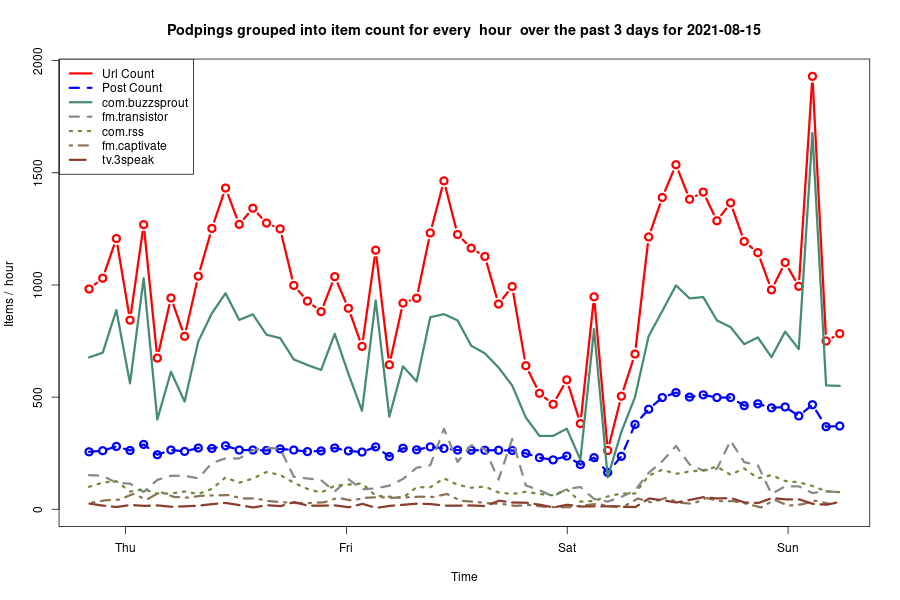 Podpings grouped into item count for every  hour  over the past 3 days for 2021-08-15
Items /  hour
2000
1500
1000
500
0
Url Count
Post Count
com.buzzsprout
fm.transistor
com.rss
fm.captivate
tv.3speak
Thu
Fri
Sat
Sun
Time